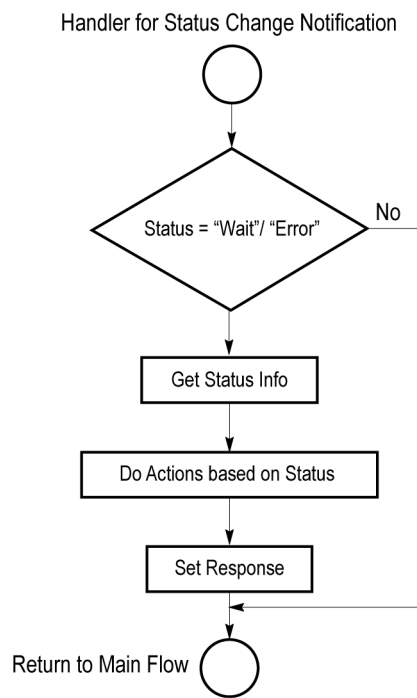 Handler for Status Change Notification
Status = “Wait”/ “Error”
No
Get Status Info
Do Actions based on Status
Set Response
Return to Main Flow